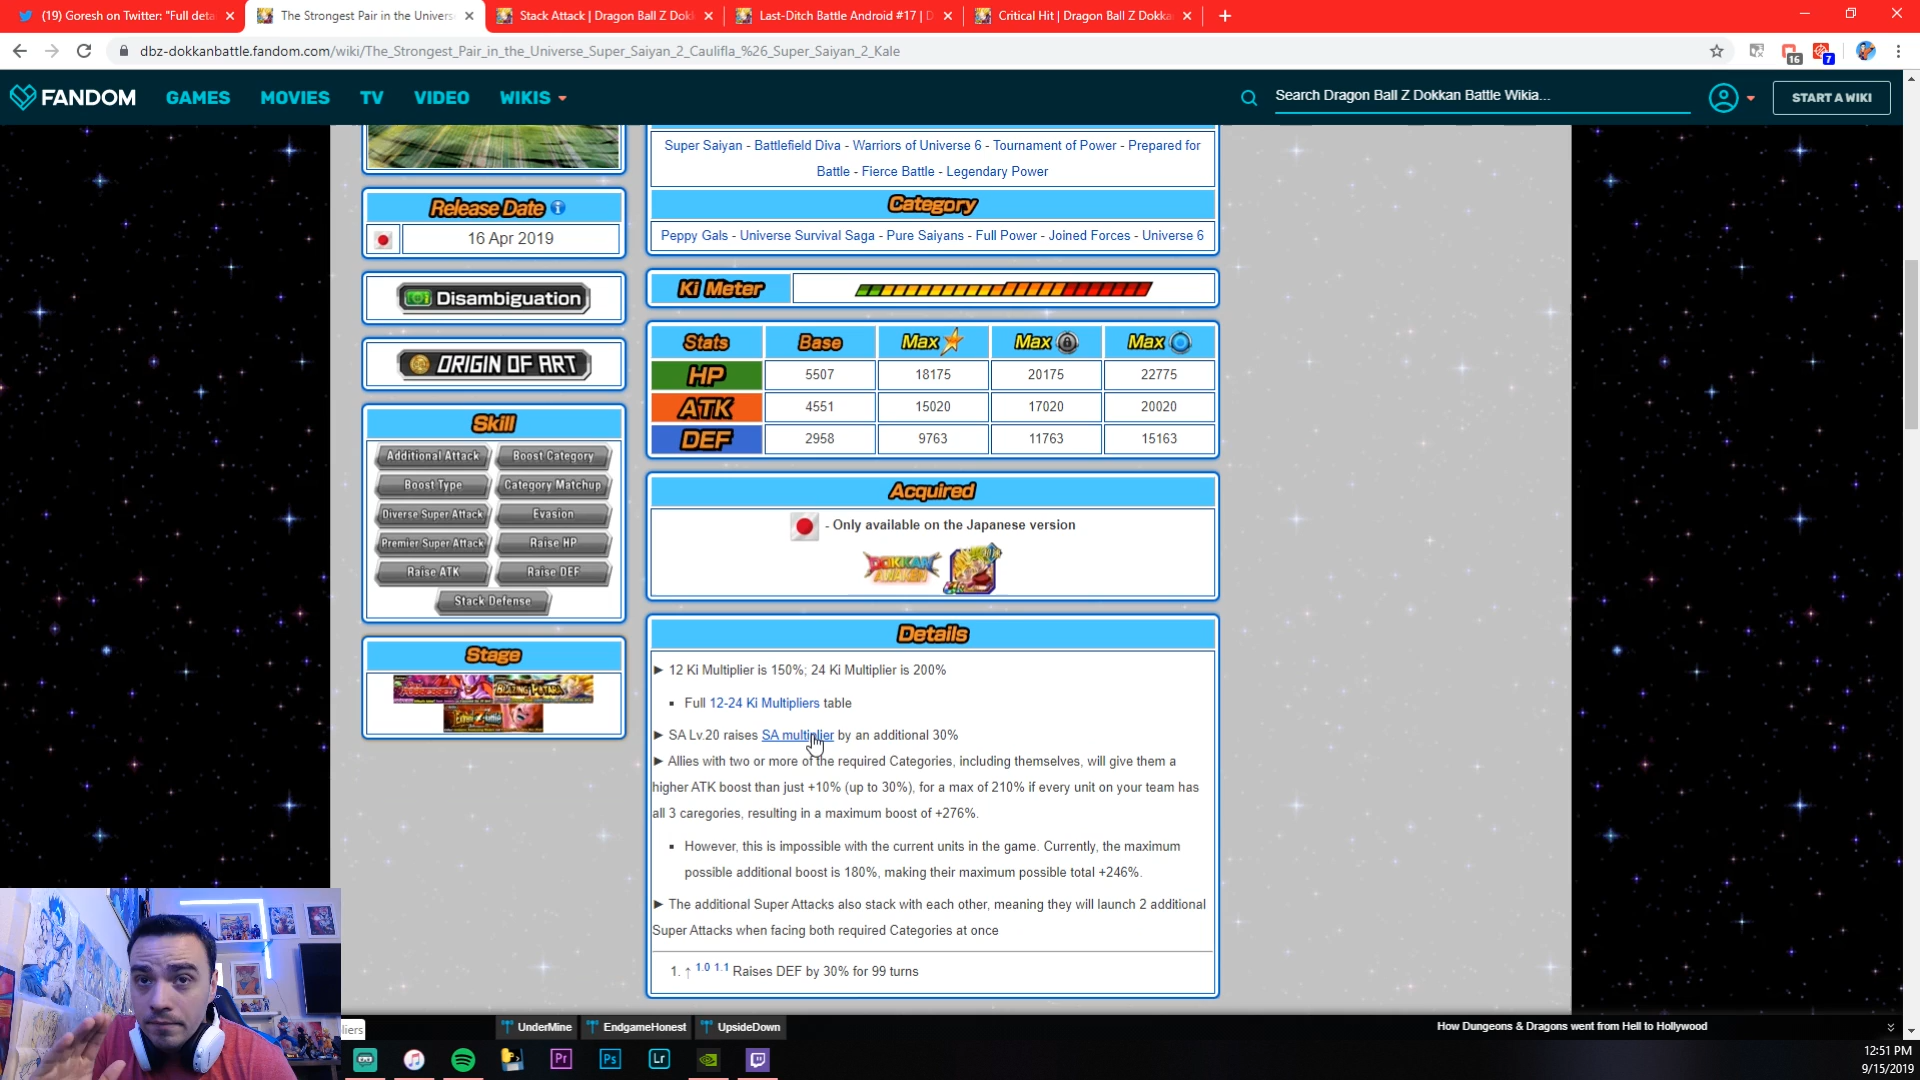 (19) Goresh on Twitter: "Full deta
The Strongest Pair in the Univers
Stack Attack | Dragon Ball Z Dokk
Last-Ditch Battle Android #17 | D
Critical Hit | Dragon Ball Z Dokka
dbz-dokkanbattle.fandom.com/wiki/The_Strongest_Pair_in_the_Universe_Super_Saiyan_2_Caulifla_%26_Super_Saiyan_2_Kale
16
7
FANDOM
GAMES
MOVIES
TV
VIDEO
WIKIS
Search Dragon Ball Z Dokkan Battle Wikia...
START A WIKI
Super Saiyan - Battlefield Diva - Warriors of Universe 6 - Tournament of Power - Prepared for
Battle - Fierce Battle - Legendary Power
Category
Peppy Gals - Universe Survival Saga - Pure Saiyans - Full Power - Joined Forces - Universe 6
Release Date
16 Apr 2019
Disambiguation
ORIGIN OF ART
Skill
Additional Attack
Boost Category
Boost Type
Category Matchup
Diverse Super Attack
Evasion
Premier Super Attack
Raise HP
Raise ATK
Raise DEF
Stack Defense
Stage
Ki Meter
Stats Base Max Max Max
HP 5507 18175 20175 22775
ATK 4551 15020 17020 20020
DEF 2958 9763 11763 15163
Acquired
- Only available on the Japanese version
DOKKAN
AWAKEN
Details
► 12 Ki Multiplier is 150%; 24 Ki Multiplier is 200%
▪ Full 12-24 Ki Multipliers table
► SA Lv.20 raises SA multiplier by an additional 30%
► Allies with two or more of the required Categories, including themselves, will give them a
higher ATK boost than just +10% (up to 30%), for a max of 210% if every unit on your team has
all 3 caregories, resulting in a maximum boost of +276%.
▪ However, this is impossible with the current units in the game. Currently, the maximum
possible additional boost is 180%, making their maximum possible total +246%.
► The additional Super Attacks also stack with each other, meaning they will launch 2 additional
Super Attacks when facing both required Categories at once
1. ↑ 1.0 1.1 Raises DEF by 30% for 99 turns
liers
UnderMine
EndgameHonest
UpsideDown
How Dungeons & Dragons went from Hell to Hollywood
Pr
Ps
Lr
12:51 PM
9/15/2019